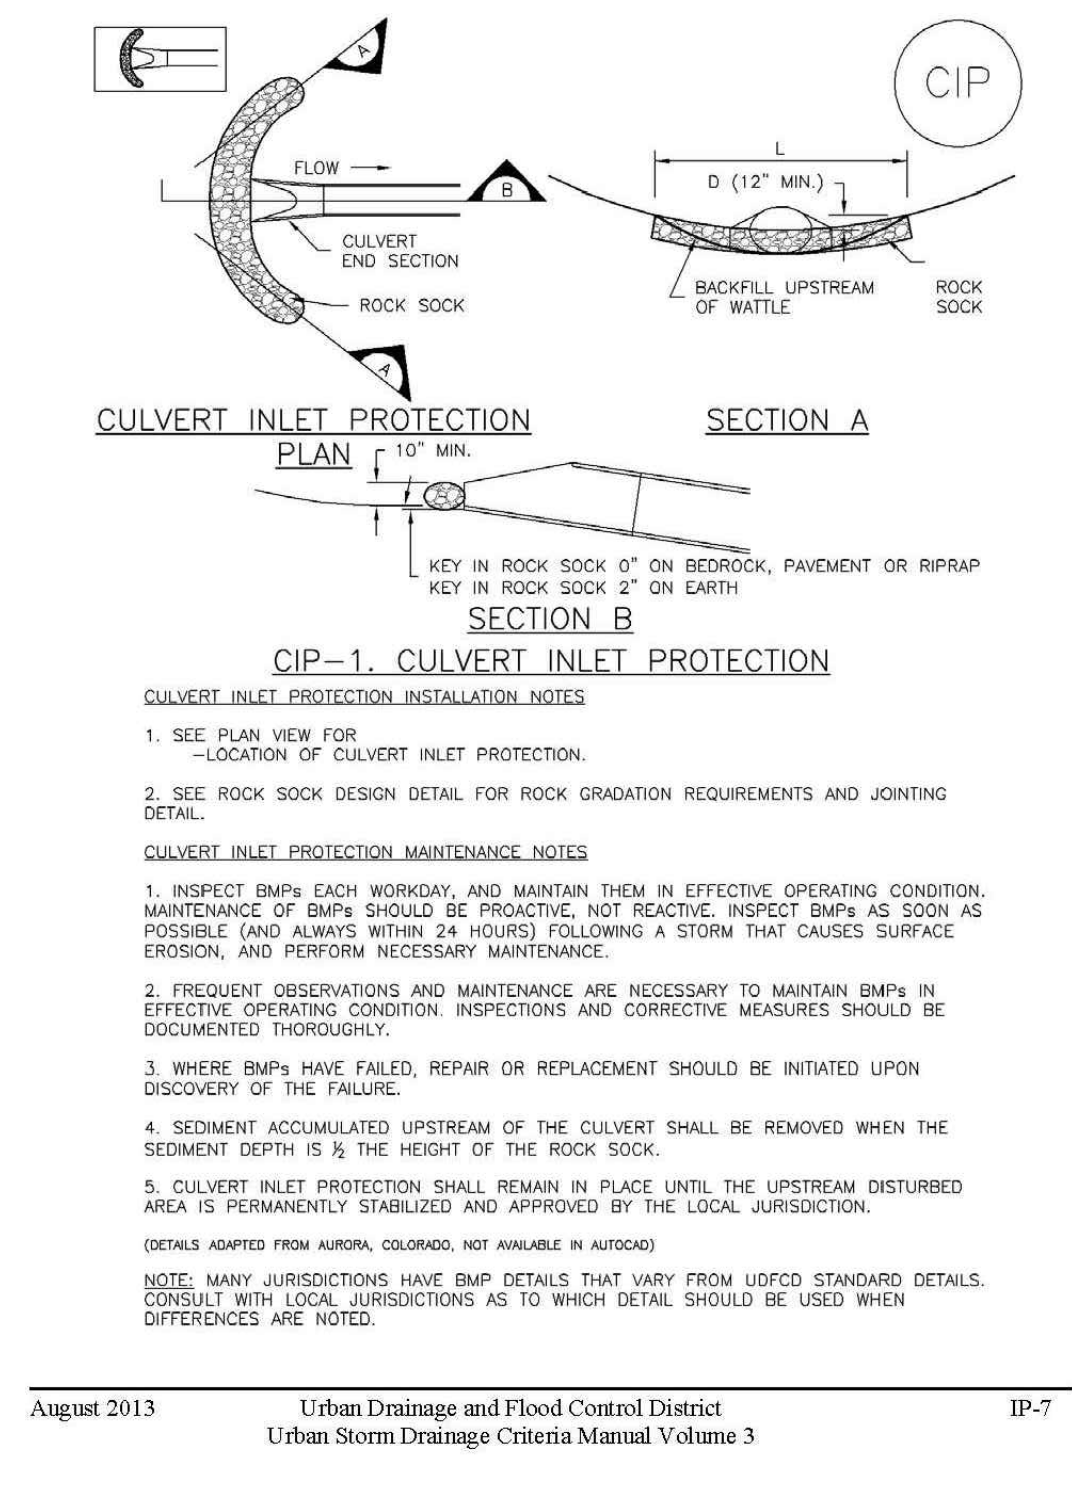 A
CIP
L
FLOW
D (12" MIN.)
B
CULVERT
END SECTION
BACKFILL UPSTREAM
OF WATTLE
ROCK
SOCK
ROCK SOCK
A
CULVERT INLET PROTECTION
PLAN
SECTION A
10" MIN.
KEY IN ROCK SOCK 0" ON BEDROCK, PAVEMENT OR RIPRAP
KEY IN ROCK SOCK 2" ON EARTH
SECTION B
CIP-1. CULVERT INLET PROTECTION
CULVERT INLET PROTECTION INSTALLATION NOTES
1. SEE PLAN VIEW FOR
-LOCATION OF CULVERT INLET PROTECTION.
2. SEE ROCK SOCK DESIGN DETAIL FOR ROCK GRADATION REQUIREMENTS AND JOINTING
DETAIL.
CULVERT INLET PROTECTION MAINTENANCE NOTES
1. INSPECT BMPs EACH WORKDAY, AND MAINTAIN THEM IN EFFECTIVE OPERATING CONDITION.
MAINTENANCE OF BMPs SHOULD BE PROACTIVE, NOT REACTIVE. INSPECT BMPs AS SOON AS
POSSIBLE (AND ALWAYS WITHIN 24 HOURS) FOLLOWING A STORM THAT CAUSES SURFACE
EROSION, AND PERFORM NECESSARY MAINTENANCE.
2. FREQUENT OBSERVATIONS AND MAINTENANCE ARE NECESSARY TO MAINTAIN BMPs IN
EFFECTIVE OPERATING CONDITION. INSPECTIONS AND CORRECTIVE MEASURES SHOULD BE
DOCUMENTED THOROUGHLY.
3. WHERE BMPs HAVE FAILED, REPAIR OR REPLACEMENT SHOULD BE INITIATED UPON
DISCOVERY OF THE FAILURE.
4. SEDIMENT ACCUMULATED UPSTREAM OF THE CULVERT SHALL BE REMOVED WHEN THE
SEDIMENT DEPTH IS ½ THE HEIGHT OF THE ROCK SOCK.
5. CULVERT INLET PROTECTION SHALL REMAIN IN PLACE UNTIL THE UPSTREAM DISTURBED
AREA IS PERMANENTLY STABILIZED AND APPROVED BY THE LOCAL JURISDICTION.
(DETAILS ADAPTED FROM AURORA, COLORADO, NOT AVAILABLE IN AUTOCAD)
NOTE: MANY JURISDICTIONS HAVE BMP DETAILS THAT VARY FROM UDFCD STANDARD DETAILS.
CONSULT WITH LOCAL JURISDICTIONS AS TO WHICH DETAIL SHOULD BE USED WHEN
DIFFERENCES ARE NOTED.
August 2013
Urban Drainage and Flood Control District
IP-7
Urban Storm Drainage Criteria Manual Volume 3